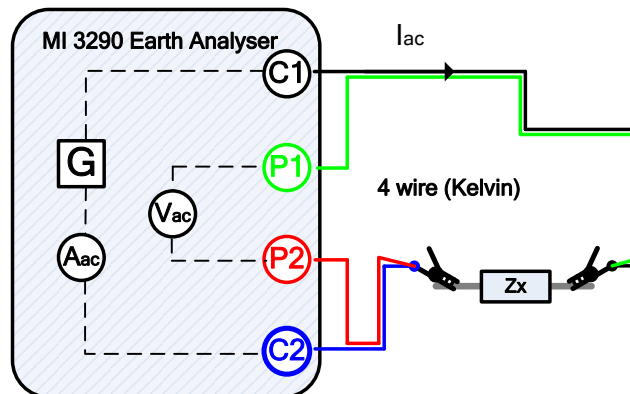 MI 3290 Earth Analyser
Iac
C1
G
P1
4 wire (Kelvin)
Vac
P2
Aac
Zx
C2